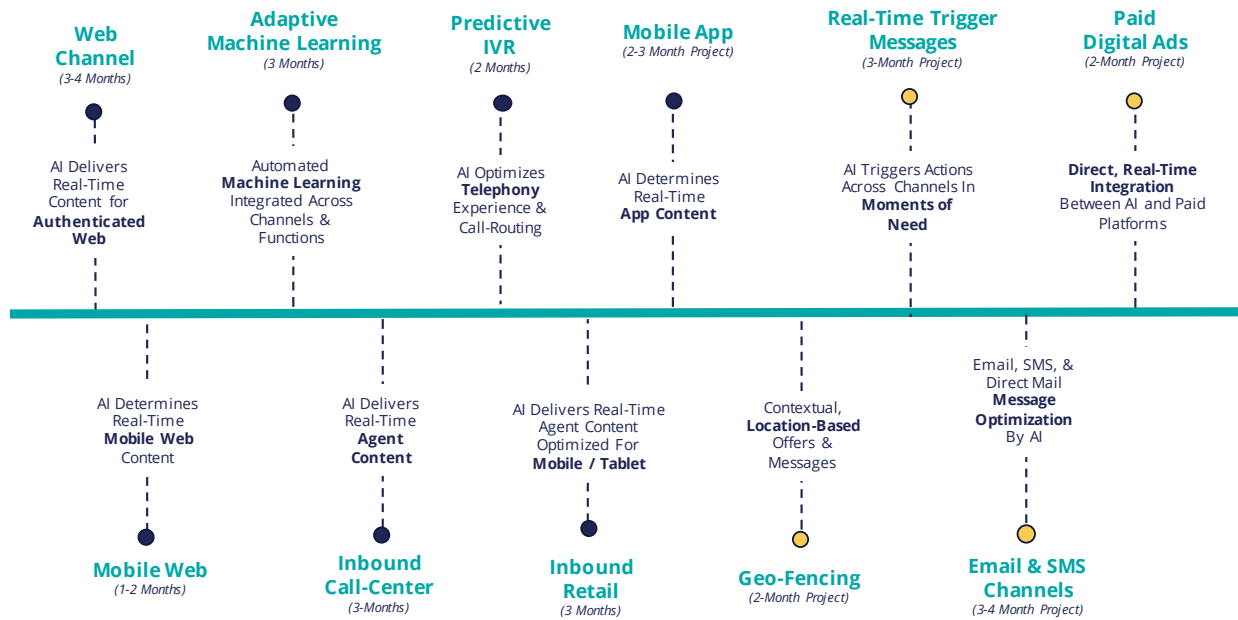 Web
Channel
(3-4 Months)
AI Delivers
Real-Time
Content for
Authenticated
Web
Adaptive
Machine Learning
(3 Months)
Automated
Machine Learning
Integrated Across
Channels &
Functions
Predictive
IVR
(2 Months)
AI Optimizes
Telephony
Experience &
Call-Routing
Mobile App
(2-3 Month Project)
AI Determines
Real-Time
App Content
Real-Time Trigger
Messages
(3-Month Project)
AI Triggers Actions
Across Channels In
Moments of
Need
Paid
Digital Ads
(2-Month Project)
Direct, Real-Time
Integration
Between AI and Paid
Platforms
AI Determines
Real-Time
Mobile Web
Content
Mobile Web
(1-2 Months)
AI Delivers
Real-Time
Agent
Content
Inbound
Call-Center
(3-Months)
AI Delivers Real-Time
Agent Content
Optimized For
Mobile / Tablet
Inbound
Retail
(3 Months)
Contextual,
Location-Based
Offers &
Messages
Geo-Fencing
(2-Month Project)
Email, SMS, &
Direct Mail
Message
Optimization
By AI
Email & SMS
Channels
(3-4 Month Project)